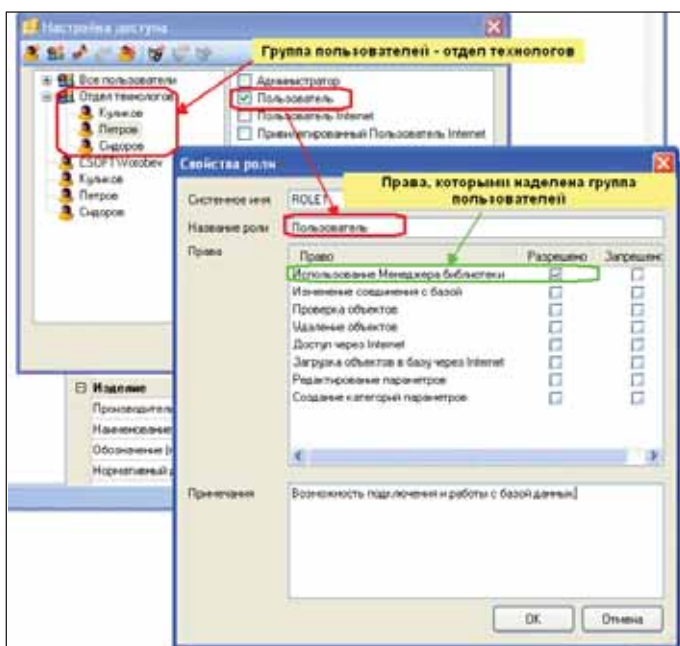 Настройка доступа
Группа пользователей - отдел технологов
Все пользователи
Отдел технологов
Куликов
Петров
Сидоров
CSOFT\Vorobev
Куликов
Петров
Сидоров
Администратор
Пользователь
Пользователь Internet
Привилегированный Пользователь Internet
Свойства роли
Права, которыми наделена группа
пользователей
Системное имя
Название роли
Пользователь
Права
Право
Разрешено
Запрещен
Использование Менеджера библиотеки
Изменение соединения с базой
Проверка объектов
Удаление объектов
Доступ через Internet
Загрузка объектов в базу через Internet
Редактирование параметров
Создание категорий параметров
Изделие
Производитель
Наименование
Обозначение
Нормативный
Примечания
Возможность подключения и работы с базой данных
OK
Отмена